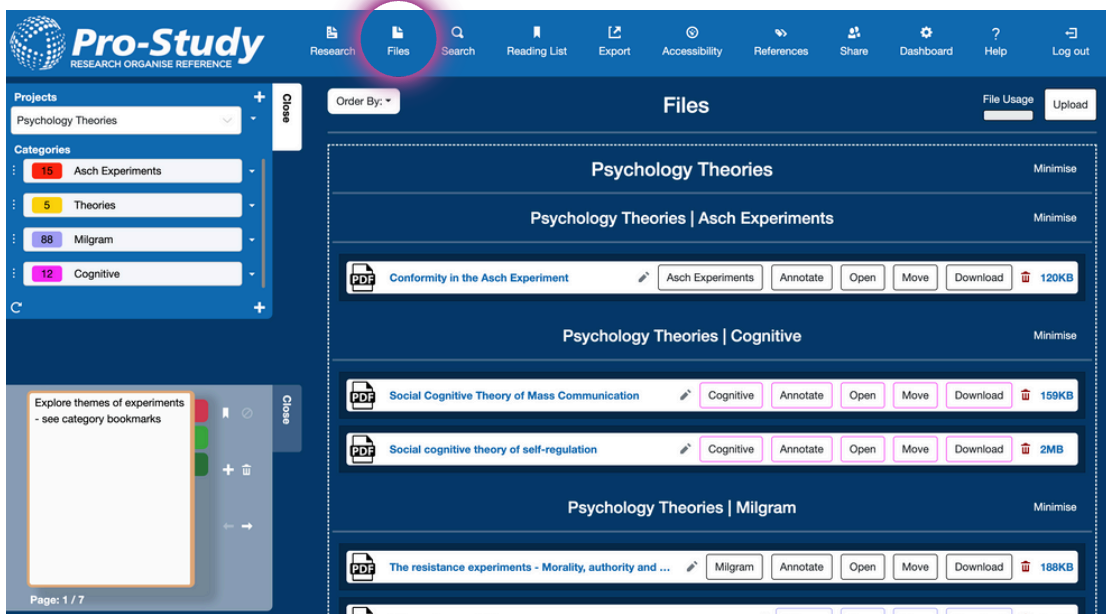 Pro-Study
RESEARCH ORGANISE REFERENCE
Research Files Search Reading List Export Accessibility References Share Dashboard Help Log out
Projects
Psychology Theories
Close
Categories
15 Asch Experiments
5 Theories
88 Milgram
12 Cognitive
Explore themes of experiments
- see category bookmarks
Close
Page: 1 / 7
Order By:
Files
File Usage
Upload
Psychology Theories Minimise
Psychology Theories | Asch Experiments Minimise
PDF Conformity in the Asch Experiment Asch Experiments Annotate Open Move Download 120KB
Psychology Theories | Cognitive Minimise
PDF Social Cognitive Theory of Mass Communication Cognitive Annotate Open Move Download 159KB
PDF Social cognitive theory of self-regulation Cognitive Annotate Open Move Download 2MB
Psychology Theories | Milgram Minimise
PDF The resistance experiments - Morality, authority and ... Milgram Annotate Open Move Download 188KB